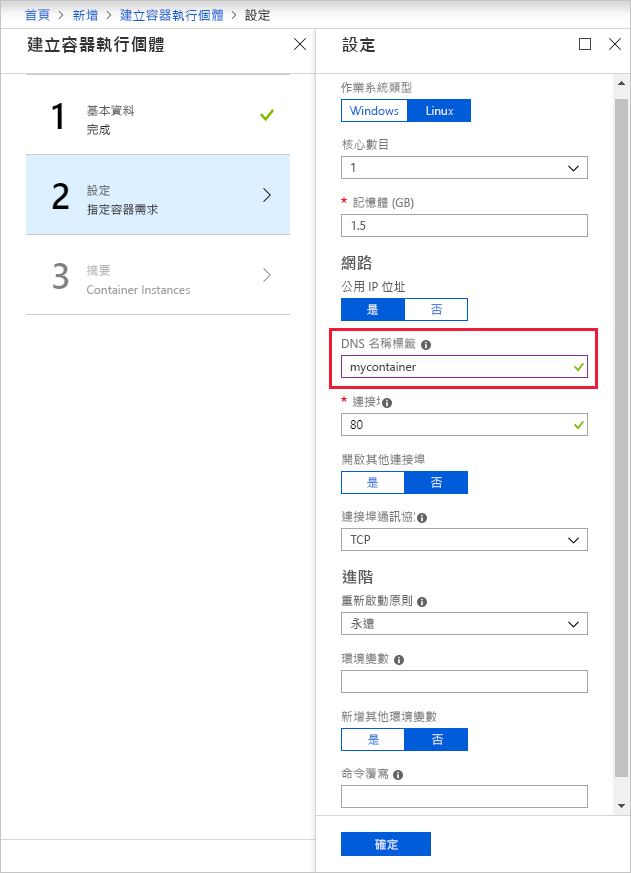 首頁 > 新增 > 建立容器執行個體 > 設定
建立容器執行個體
1
基本資料
完成
2
設定
指定容器需求
3
摘要
Container Instances
設定
作業系統類型
Windows Linux
核心數目
1
* 記憶體 (GB)
1.5
網路
公用 IP 位址
是 否
DNS 名稱標籤
mycontainer
* 連接
80
開啟其他連接埠
是 否
連接埠通訊協
TCP
進階
重新啟動原則
永遠
環境變數
新增其他環境變數
是 否
命令覆寫
確定